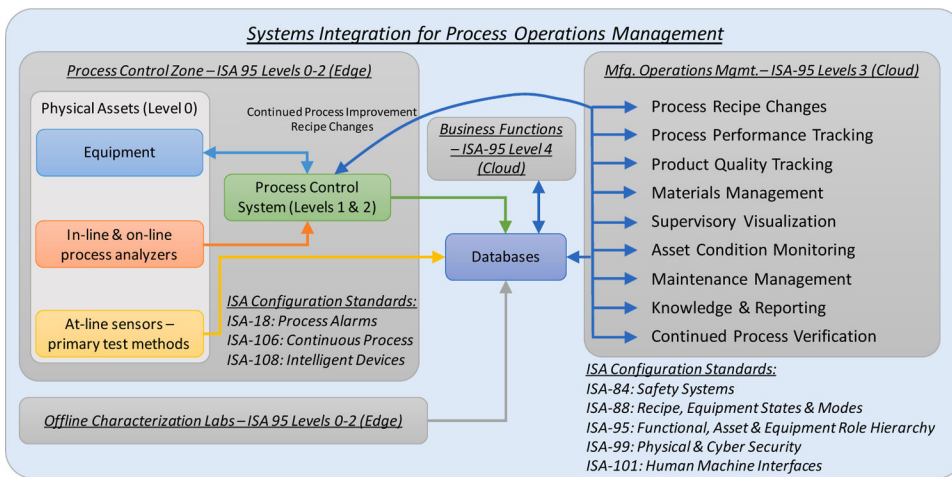 Systems Integration for Process Operations Management
Process Control Zone – ISA 95 Levels 0-2 (Edge)
Physical Assets (Level 0)
Equipment
In-line & on-line
process analyzers
At-line sensors –
primary test methods
Continued Process Improvement
Recipe Changes
Process Control
System (Levels 1 & 2)
ISA Configuration Standards:
ISA-18: Process Alarms
ISA-106: Continuous Process
ISA-108: Intelligent Devices
Business Functions
– ISA-95 Level 4
(Cloud)
Databases
Offline Characterization Labs – ISA 95 Levels 0-2 (Edge)
Mfg. Operations Mgmt. – ISA-95 Level 3 (Cloud)
Process Recipe Changes
Process Performance Tracking
Product Quality Tracking
Materials Management
Supervisory Visualization
Asset Condition Monitoring
Maintenance Management
Knowledge & Reporting
Continued Process Verification
ISA Configuration Standards:
ISA-84: Safety Systems
ISA-88: Recipe, Equipment States & Modes
ISA-95: Functional, Asset & Equipment Role Hierarchy
ISA-99: Physical & Cyber Security
ISA-101: Human Machine Interfaces